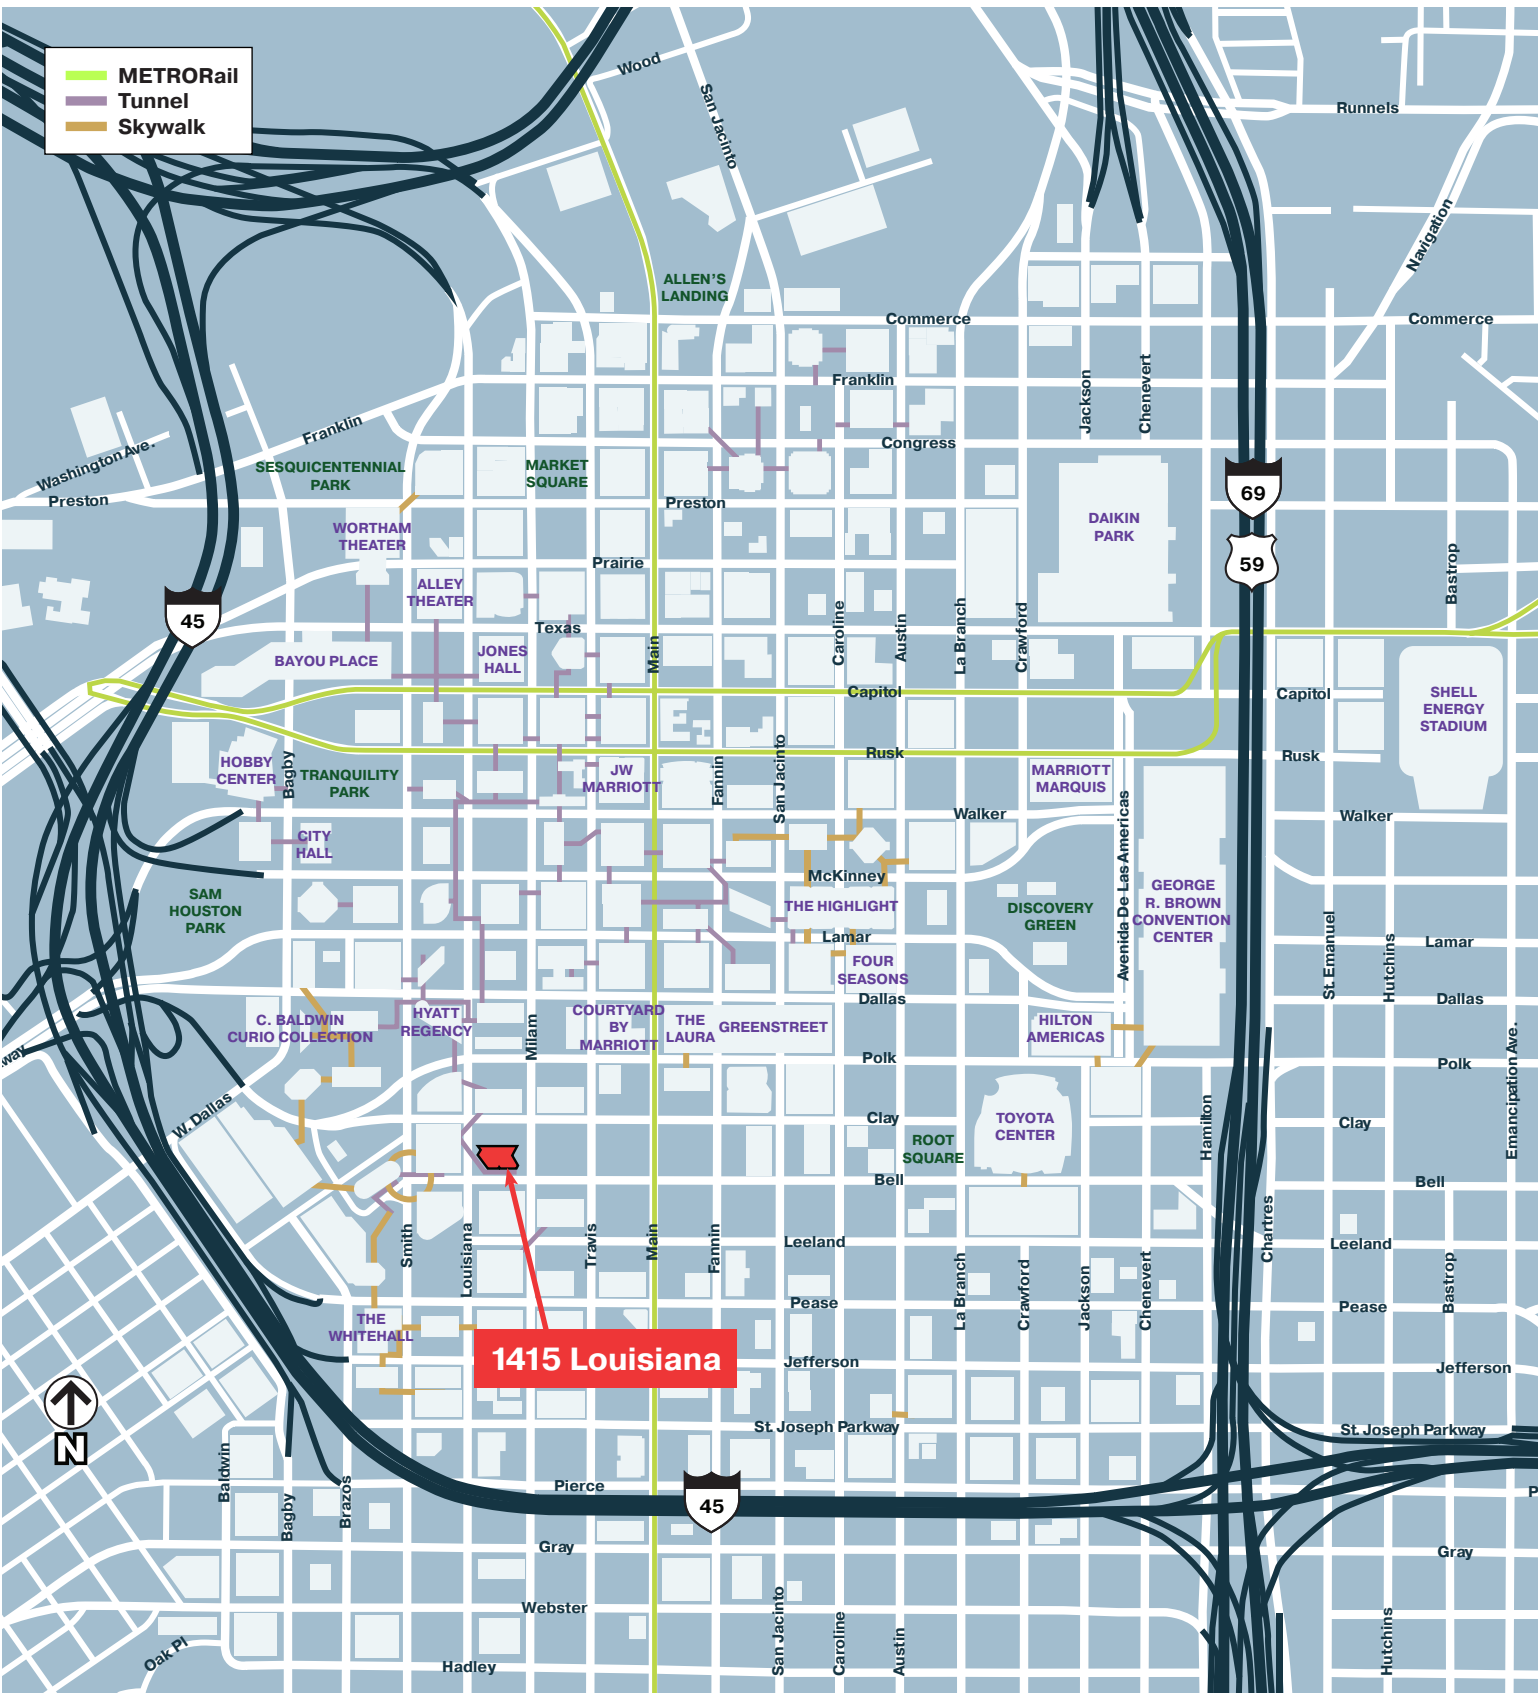 METRORail
Tunnel
Skywalk
Wood
San Jacinto
Runnels
Navigation
ALLEN'S
LANDING
Commerce
Commerce
Franklin
Jackson
Chenevert
Franklin
Washington Ave.
Congress
SESQUICENTENNIAL
PARK
MARKET
SQUARE
Preston
Preston
69
WORTHAM
THEATER
DAIKIN
PARK
Prairie
59
Bastrop
ALLEY
THEATER
45
Texas
Main
Caroline
Austin
La Branch
Crawford
BAYOU PLACE
JONES
HALL
Capitol
Capitol
SHELL
ENERGY
STADIUM
HOBBY
CENTER
Bagby
TRANQUILITY
PARK
JW
MARRIOTT
Fannin
San Jacinto
Rusk
Rusk
MARRIOTT
MARQUIS
Walker
Walker
CITY
HALL
Avenida De Las Americas
McKinney
SAM
HOUSTON
PARK
THE HIGHLIGHT
DISCOVERY
GREEN
GEORGE
R. BROWN
CONVENTION
CENTER
St. Emanuel
Hutchins
Lamar
Lamar
FOUR
SEASONS
Dallas
Dallas
C. BALDWIN
CURIO COLLECTION
HYATT
REGENCY
Milam
COURTYARD
BY
MARRIOTT
THE
LAURA
GREENSTREET
HILTON
AMERICAS
Emancipation Ave.
way
Polk
Polk
W. Dallas
Clay
TOYOTA
CENTER
Hamilton
Clay
ROOT
SQUARE
Bell
Bell
Smith
Louisiana
Travis
Main
Fannin
Leeland
Chartres
Leeland
La Branch
Crawford
Jackson
Chenevert
Bastrop
Pease
Pease
THE
WHITEHALL
1415 Louisiana
Jefferson
Jefferson
N
St. Joseph Parkway
St. Joseph Parkway
Baldwin
Bagby
Brazos
Pierce
P
45
Gray
Gray
Webster
San Jacinto
Caroline
Austin
Hutchins
Oak Pl
Hadley